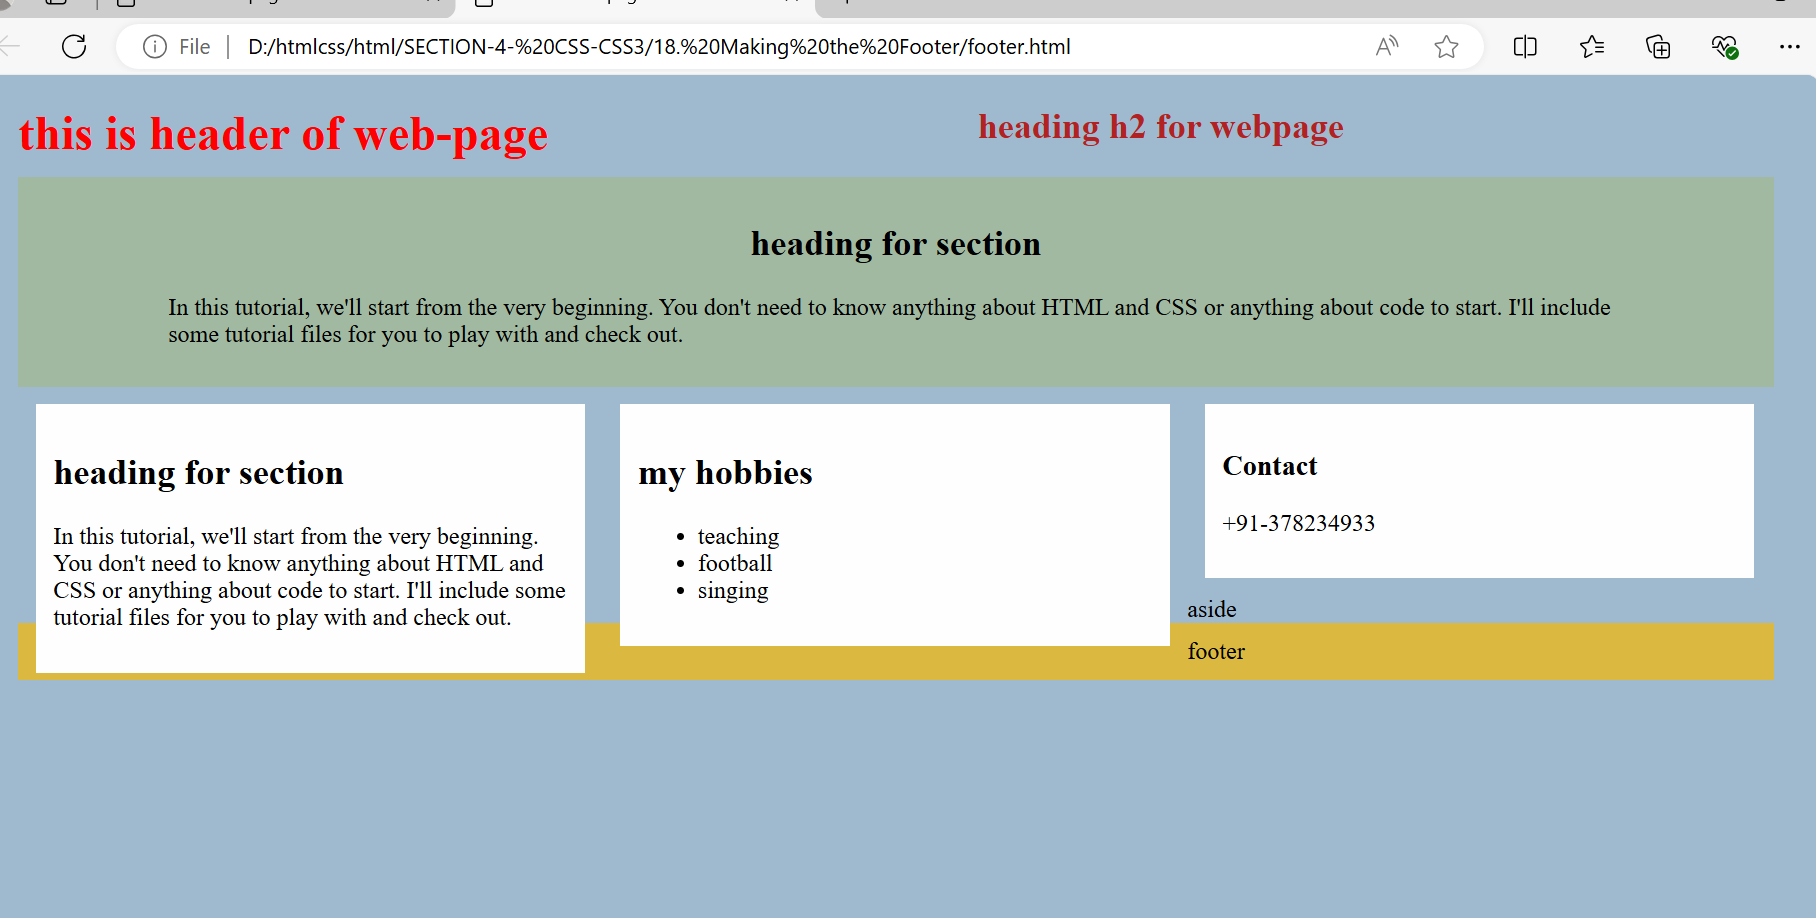 File
D:/htmlcss/html/SECTION-4-%20CSS-CSS3/18.%20Making%20the%20Footer/footer.html
this is header of web-page
heading h2 for webpage
heading for section
In this tutorial, we'll start from the very beginning. You don't need to know anything about HTML and CSS or anything about code to start. I'll include
some tutorial files for you to play with and check out.
heading for section
In this tutorial, we'll start from the very beginning.
You don't need to know anything about HTML and
CSS or anything about code to start. I'll include some
tutorial files for you to play with and check out.
my hobbies
• teaching
• football
• singing
Contact
+91-378234933
aside
footer